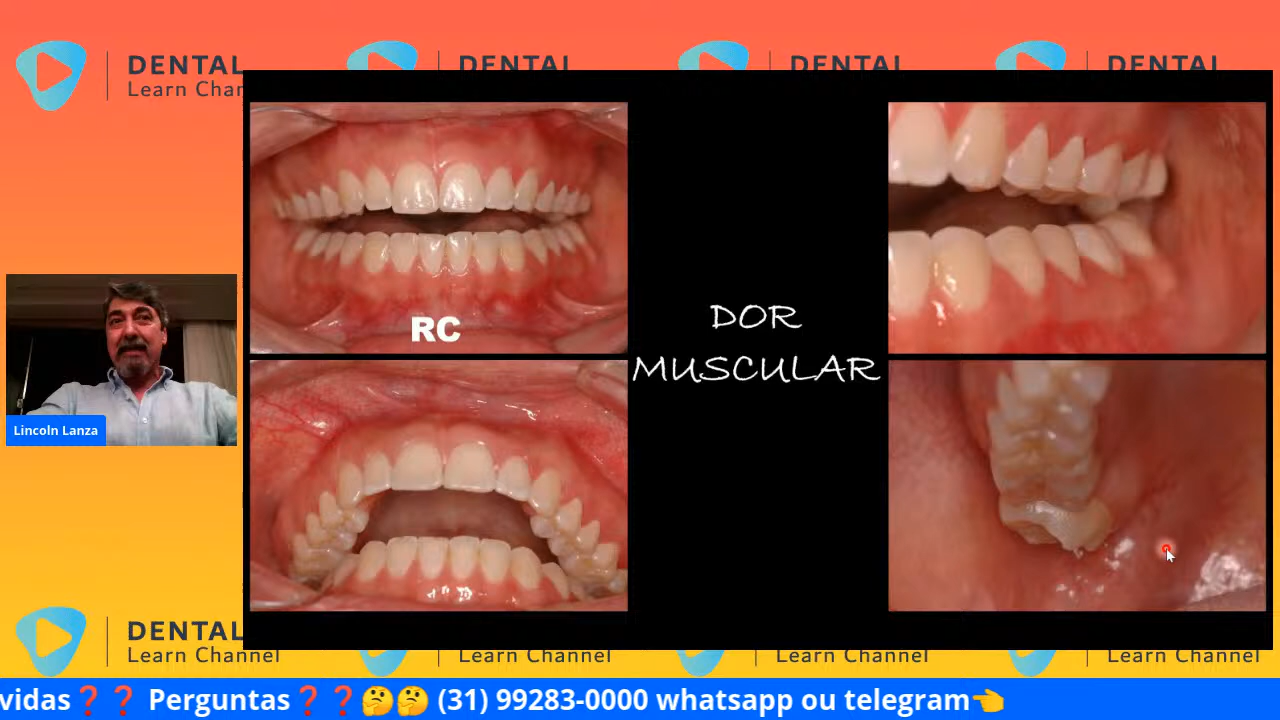 DENTAL
Learn Chan
DENTAL
DENTAL
DENTAL
RC
DOR
MUSCULAR
Lincoln Lanza
DENTAL
Learn Channel
Learn Channel
Learn Channel
Learn Channel
vidas❓❓ Perguntas❓❓🤔🤔 (31) 99283-0000 whatsapp ou telegram👈